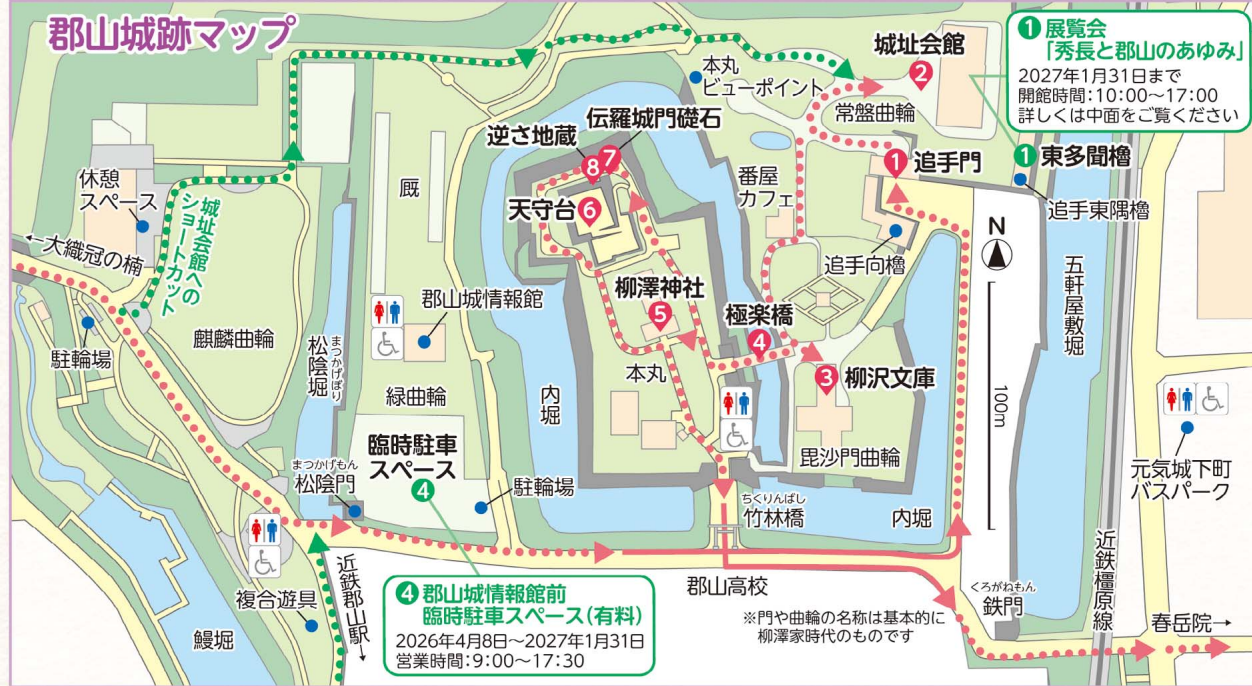 郡山城跡マップ
① 展覧会
「秀長と郡山のあゆみ」
2027年1月31日まで
開館時間:10:00〜17:00
詳しくは中面をご覧ください
城址会館
2
本丸
ビューポイント
常盤曲輪
伝羅城門礎石
7
逆さ地蔵
8
1 追手門
1 東多聞櫓
追手東隅櫓
厩
番屋
カフェ
休憩
スペース
城址会館への
ショートカット
天守台
6
←大織冠の楠
N
追手向櫓
五軒屋敷堀
柳澤神社
5
極楽橋
4
郡山城情報館
駐輪場
麒麟曲輪
まつかげぼり
松陰堀
本丸
3 柳沢文庫
100m
緑曲輪
内堀
臨時駐車
スペース
4
毘沙門曲輪
元気城下町
バスパーク
まつかげもん
松陰門
駐輪場
ちくりんばし
竹林橋
内堀
近鉄郡山駅→
郡山高校
近鉄橿原線
くろがねもん
鉄門
複合遊具
鰻堀
④ 郡山城情報館前
臨時駐車スペース(有料)
2026年4月8日〜2027年1月31日
営業時間:9:00〜17:30
※門や曲輪の名称は基本的に
柳澤家時代のものです
春岳院→